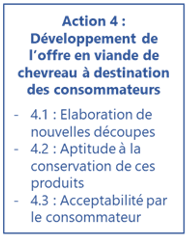 Action 4 :
Développement de
l’offre en viande de
chevreau à destination
des consommateurs
- 4.1 : Elaboration de
nouvelles découpes
- 4.2 : Aptitude à la
conservation de ces
produits
- 4.3 : Acceptabilité par
le consommateur